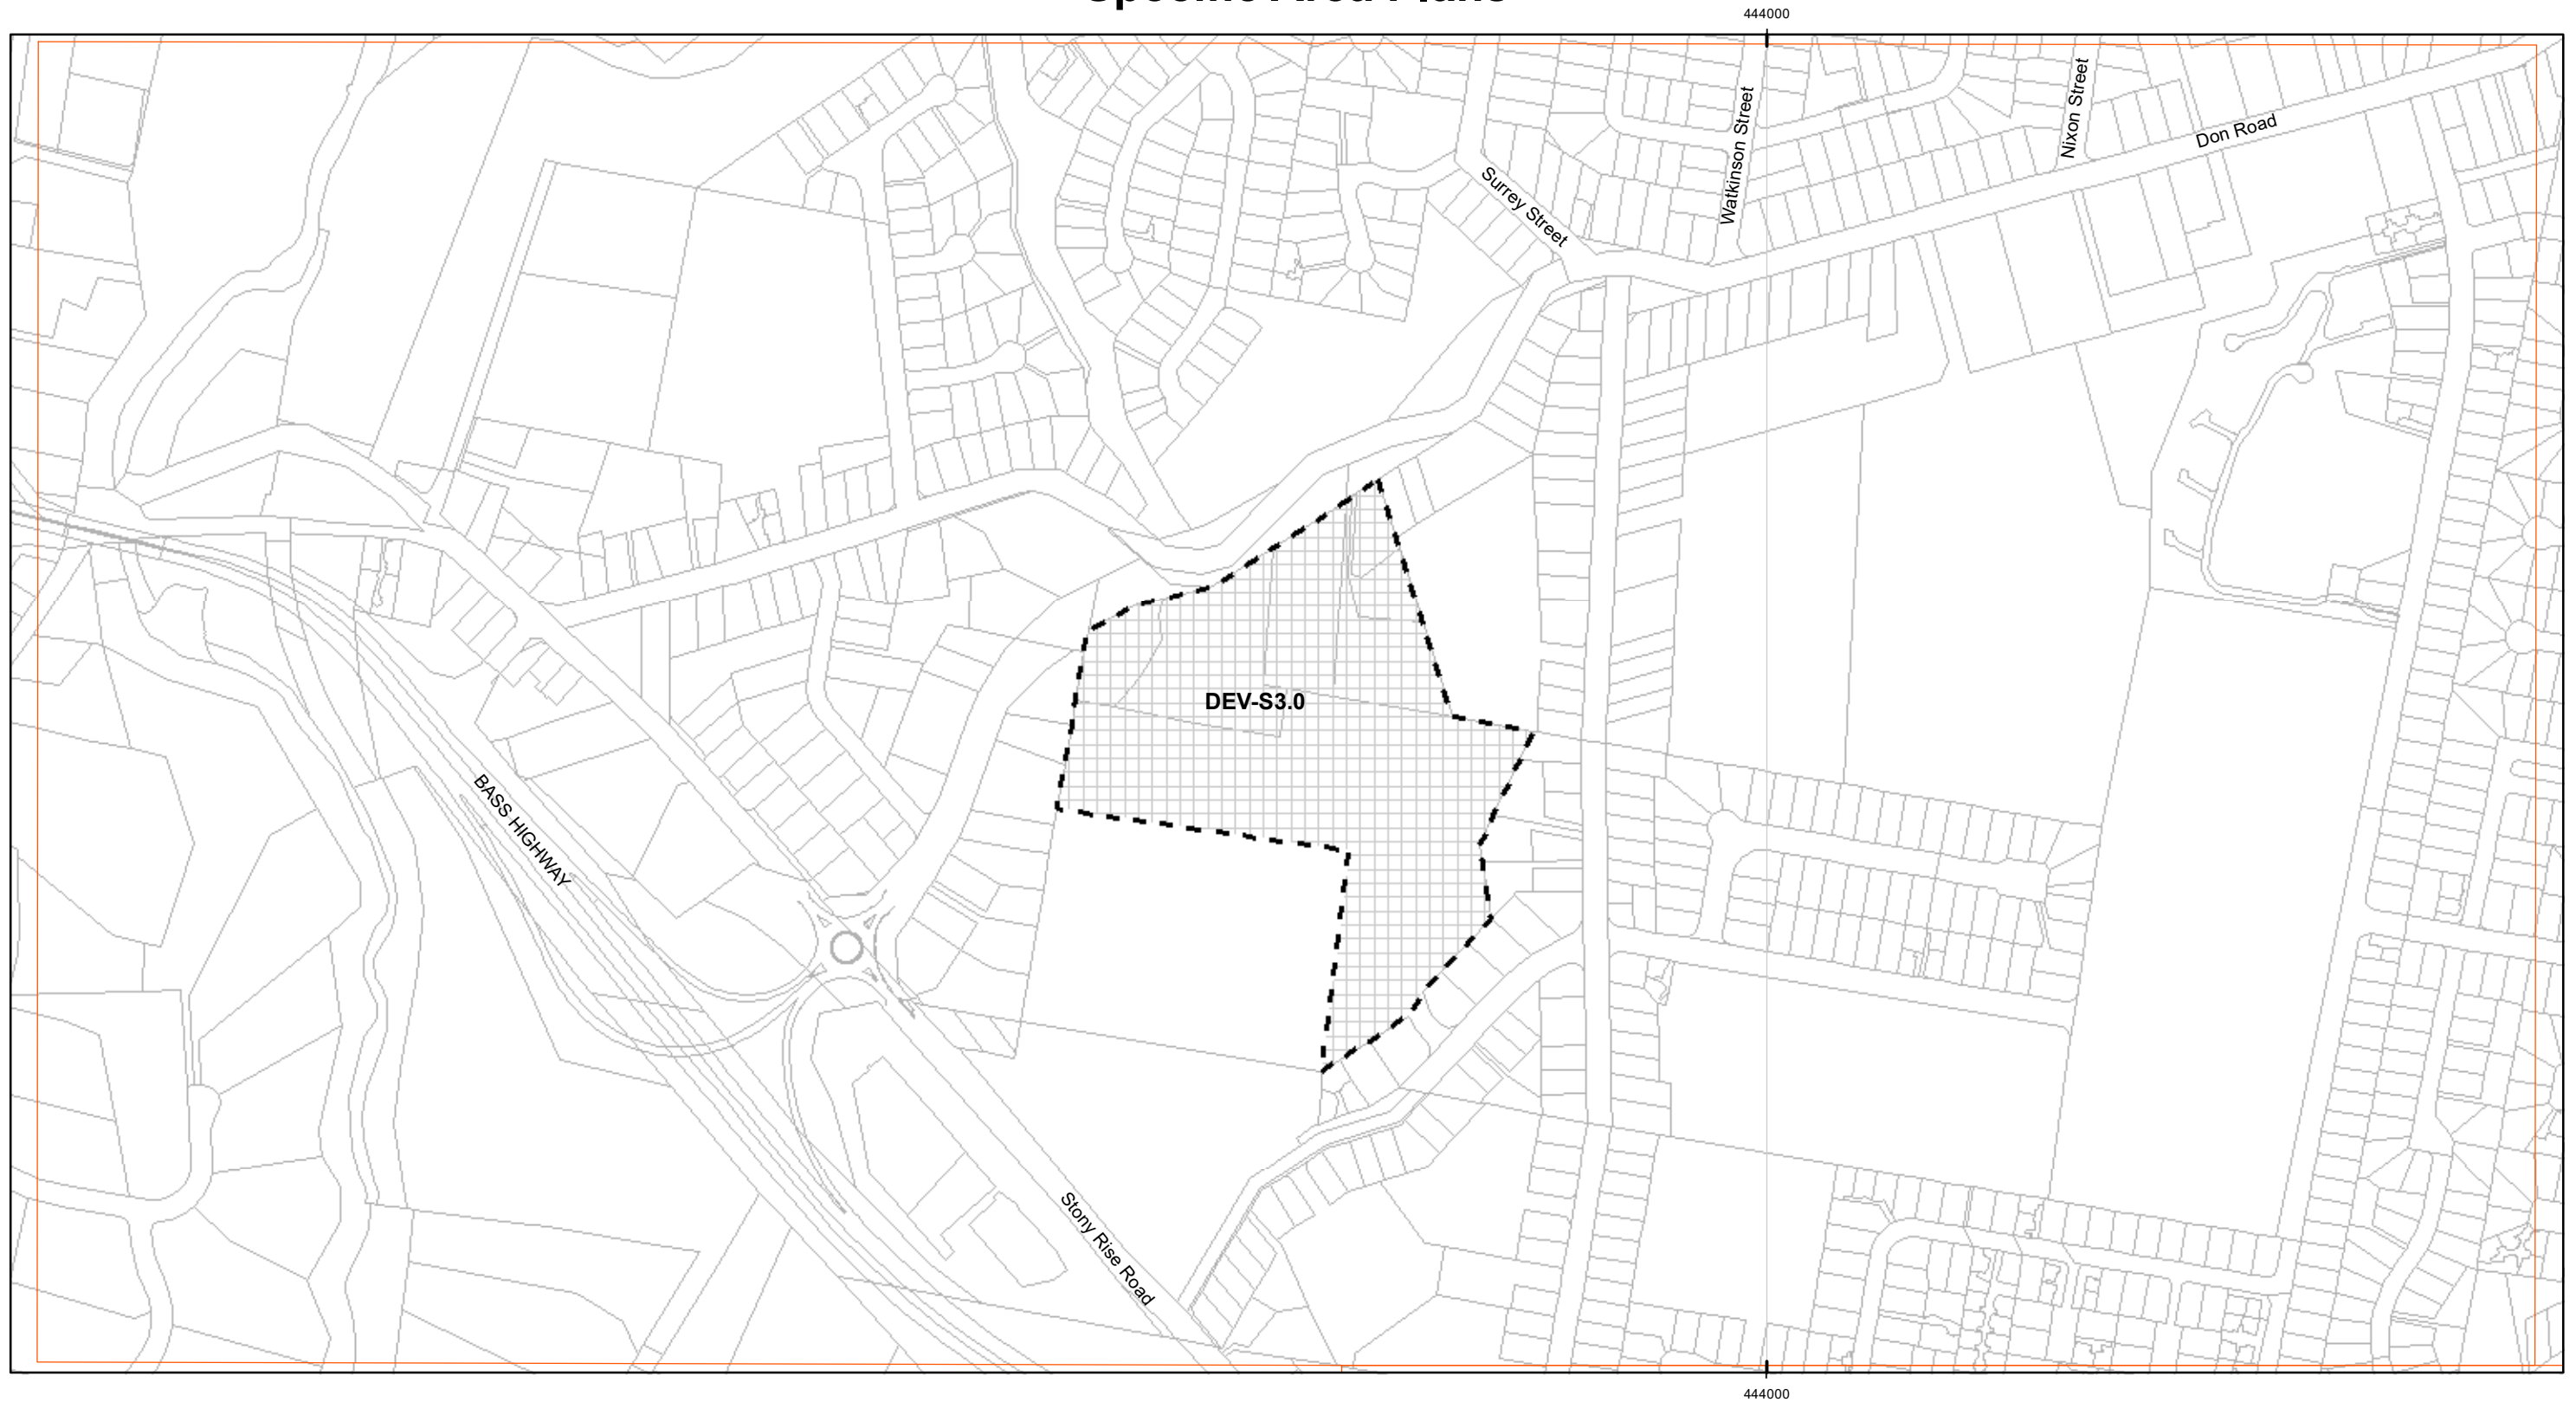 444000
Nixon Street
Watkinson Street
Don Road
Surrey Street
DEV-S3.0
BASS HIGHWAY
Stony Rise Road
444000